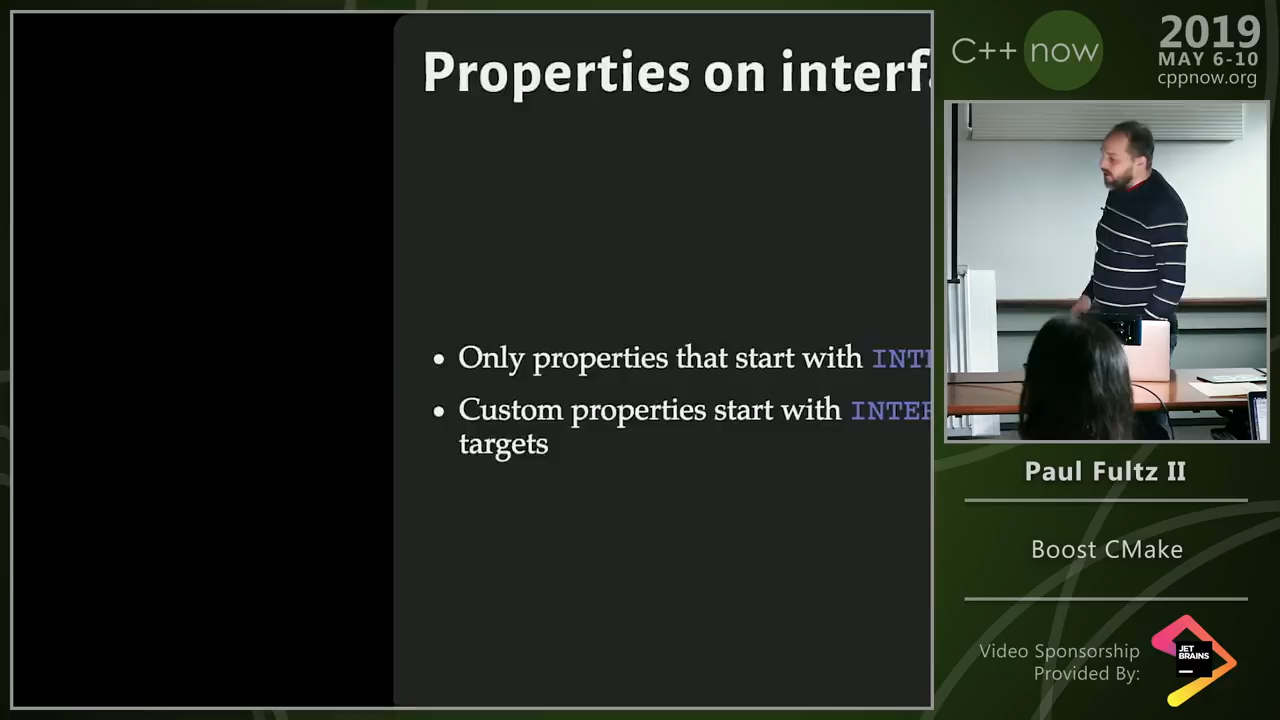 Properties on interf
• Only properties that start with INT
• Custom properties start with INTER
targets
C++ now
2019
MAY 6-10
cppnow.org
Paul Fultz II
Boost CMake
Video Sponsorship
Provided By:
JET
BRAINS